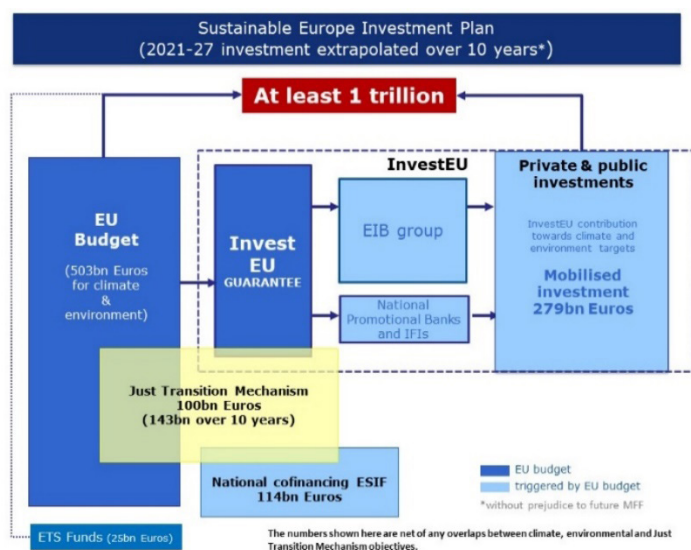 Sustainable Europe Investment Plan
(2021-27 investment extrapolated over 10 years*)
At least 1 trillion
EU
Budget
(503bn Euros
for climate
&
environment)
InvestEU
Invest
EU
GUARANTEE
EIB group
National
Promotional Banks
and IFIs
Private & public
investments
InvestEU contribution
towards climate and
environment targets
Mobilised
investment
279bn Euros
Just Transition Mechanism
100bn Euros
(143bn over 10 years)
National cofinancing ESIF
114bn Euros
EU budget
triggered by EU budget
*without prejudice to future MFF
ETS Funds (25bn Euros)
The numbers shown here are net of any overlaps between climate, environmental and Just
Transition Mechanism objectives.